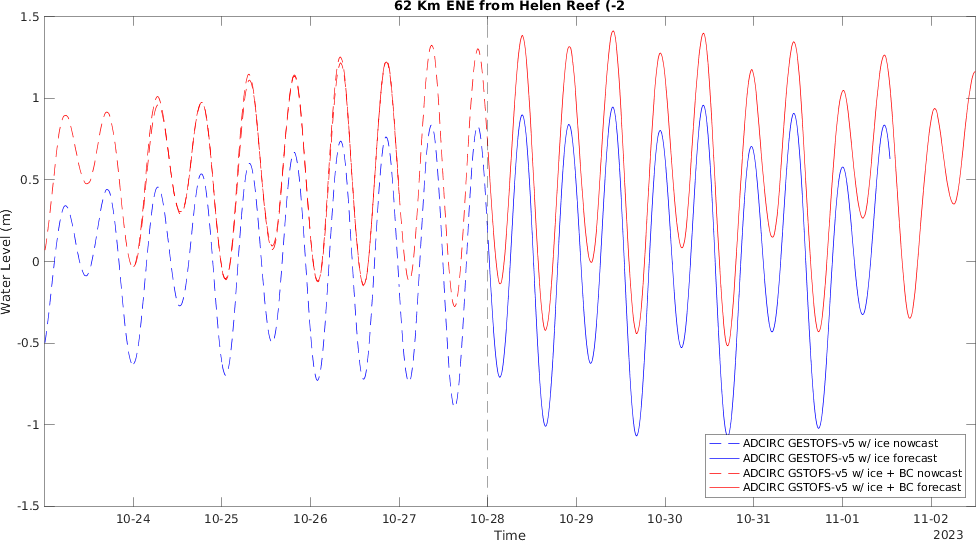 62 Km ENE from Helen Reef (-2
1.5
1
0.5
0
-0.5
-1
-1.5
Water Level (m)
10-24
10-25
10-26
10-27
10-28
10-29
10-30
10-31
11-01
11-02
Time
2023
ADCIRC GESTOFS-v5 w/ ice nowcast
ADCIRC GESTOFS-v5 w/ ice forecast
ADCIRC GSTOFS-v5 w/ ice + BC nowcast
ADCIRC GSTOFS-v5 w/ ice + BC forecast